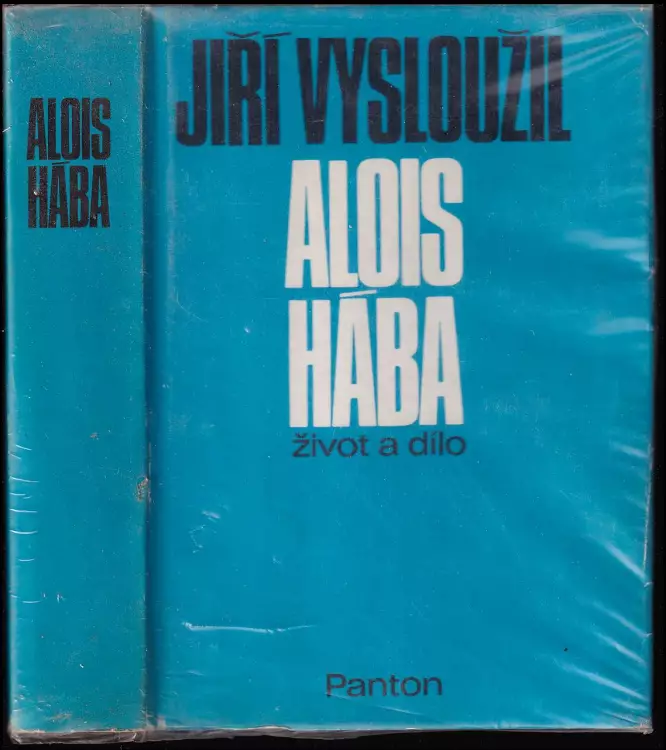 ALOIS
HÁBA
JIŘÍ VYSLOUŽIL
ALOIS
HÁBA
život a dílo
Panton